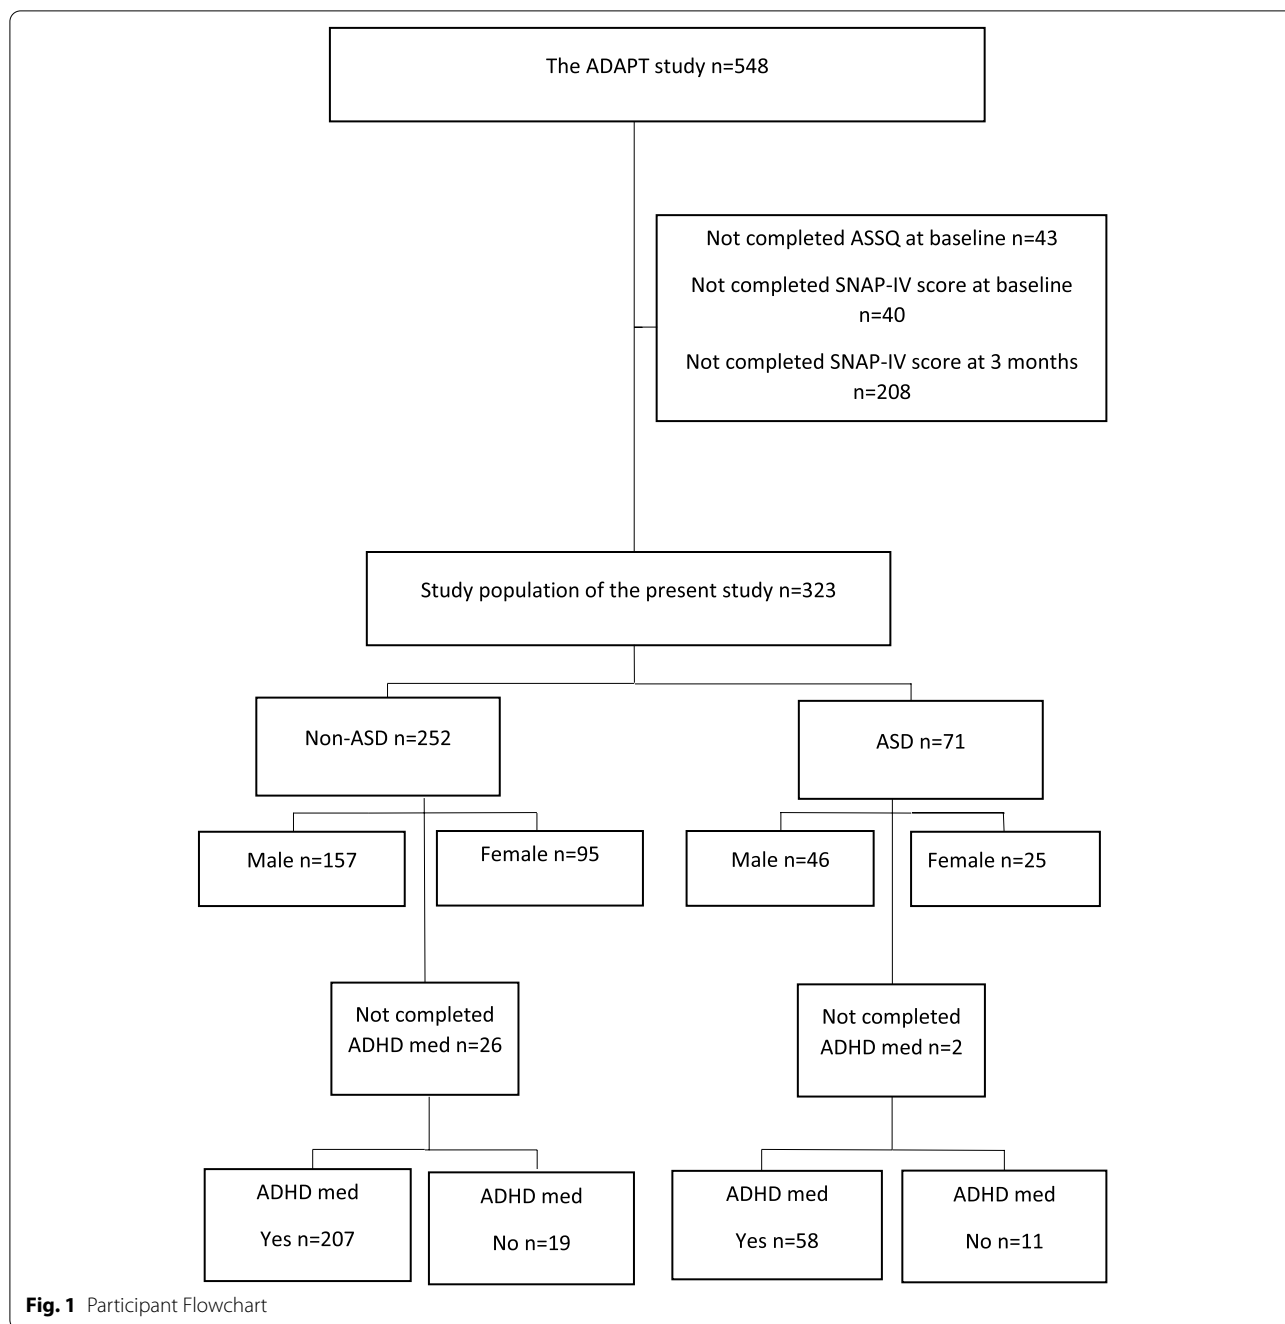 The ADAPT study n=548
Not completed ASSQ at baseline n=43
Not completed SNAP-IV score at baseline
n=40
Not completed SNAP-IV score at 3 months
n=208
Study population of the present study n=323
Non-ASD n=252
ASD n=71
Male n=157
Female n=95
Male n=46
Female n=25
Not completed
ADHD med n=26
Not completed
ADHD med n=2
ADHD med
Yes n=207
ADHD med
No n=19
ADHD med
Yes n=58
ADHD med
No n=11
Fig. 1 Participant Flowchart